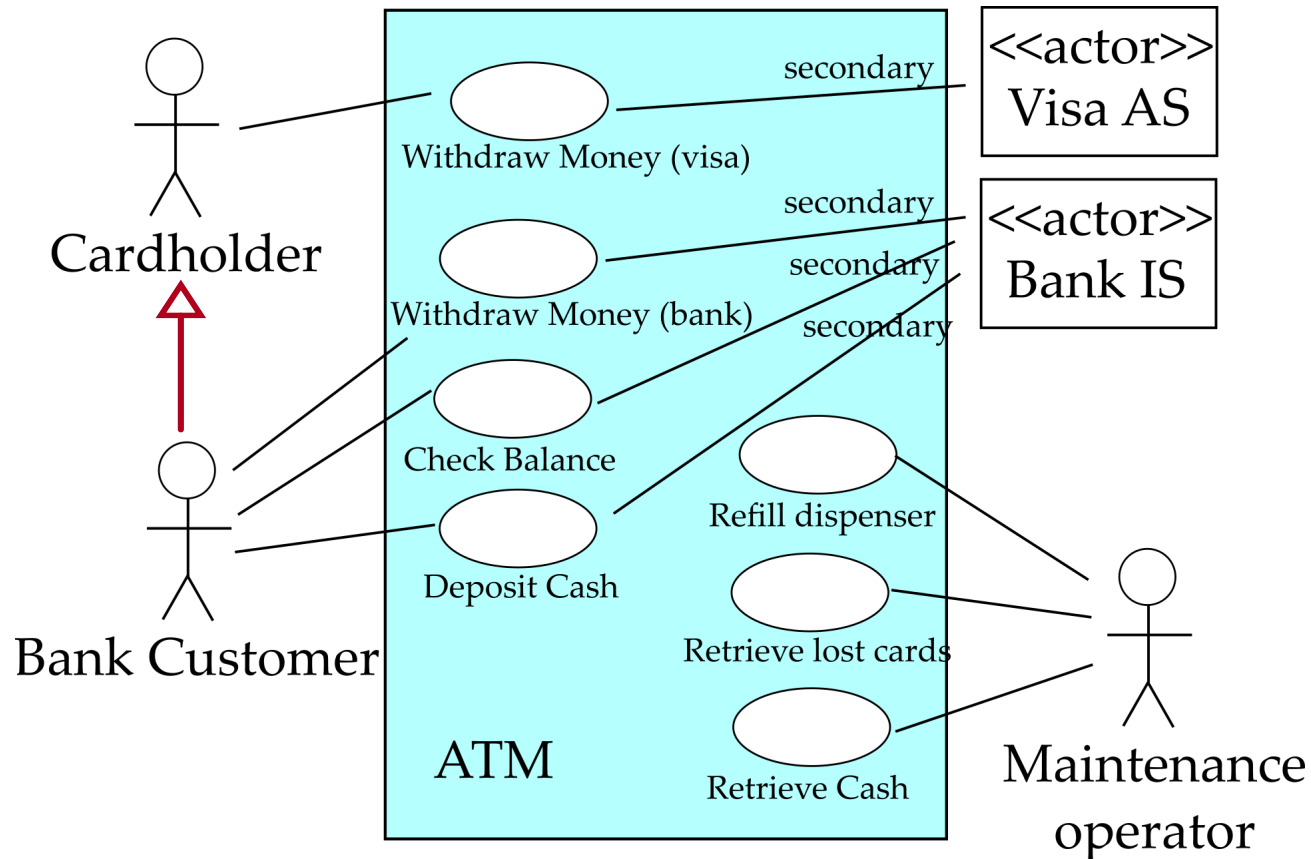 <<actor>>
Visa AS
secondary
Withdraw Money (visa)
Cardholder
secondary
<<actor>>
Bank IS
secondary
Withdraw Money (bank)
secondary
Check Balance
Refill dispenser
Deposit Cash
Bank Customer
Retrieve lost cards
ATM
Retrieve Cash
Maintenance
operator